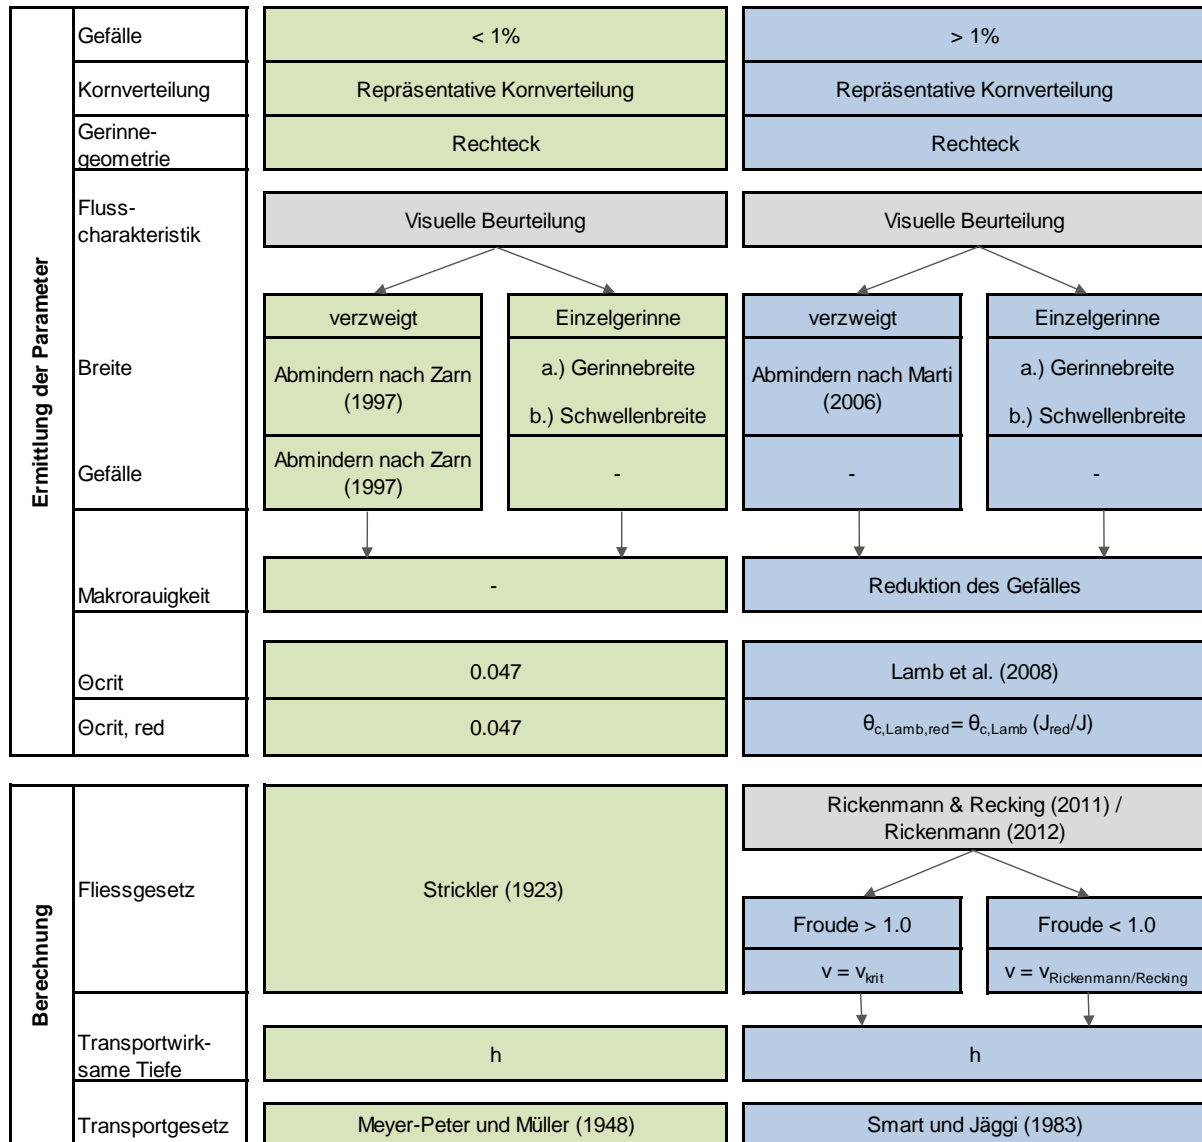 Ermittlung der Parameter
Gefälle
< 1%
> 1%
Kornverteilung
Repräsentative Kornverteilung
Repräsentative Kornverteilung
Gerinne-
geometrie
Rechteck
Rechteck
Fluss-
charakteristik
Visuelle Beurteilung
Visuelle Beurteilung
verzweigt
Einzelgerinne
verzweigt
Einzelgerinne
Breite
Abmindern nach Zarn
(1997)
a.) Gerinnebreite
b.) Schwellenbreite
Abmindern nach Marti
(2006)
a.) Gerinnebreite
b.) Schwellenbreite
Gefälle
Abmindern nach Zarn
(1997)
-
-
-
Makrorauigkeit
-
Reduktion des Gefälles
Θcrit
0.047
Lamb et al. (2008)
Θcrit, red
0.047
θc,Lamb,red = θc,Lamb (Jred/J)
Berechnung
Fliessgesetz
Strickler (1923)
Rickenmann & Recking (2011) /
Rickenmann (2012)
Froude > 1.0
Froude < 1.0
v = vkrit
v = vRickenmann/Recking
Transportwirk-
same Tiefe
h
h
Transportgesetz
Meyer-Peter und Müller (1948)
Smart und Jäggi (1983)